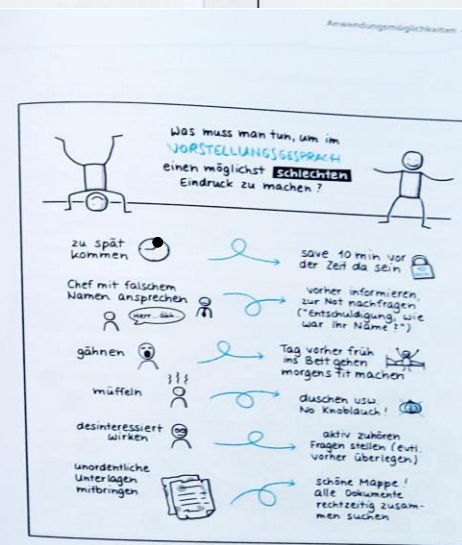 Anwendungsmöglichkeiten
Was muss man tun, um im
VORSTELLUNGSGESPRÄCH
einen möglichst schlechten
Eindruck zu machen?
zu spät
kommen
save 10 min vor
der Zeit da sein
Chef mit falschem
Namen ansprechen
Herr... ääh
vorher informieren,
zur Not nachfragen
("Entschuldigung, wie
war Ihr Name?")
gähnen
Tag vorher früh
ins Bett gehen
morgens fit machen
müffeln
duschen usw.
No Knoblauch!
desinteressiert
wirken
aktiv zuhören
Fragen stellen (evtl.
vorher überlegen)
unordentliche
Unterlagen
mitbringen
schöne Mappe!
alle Dokumente
rechtzeitig zusam-
men suchen